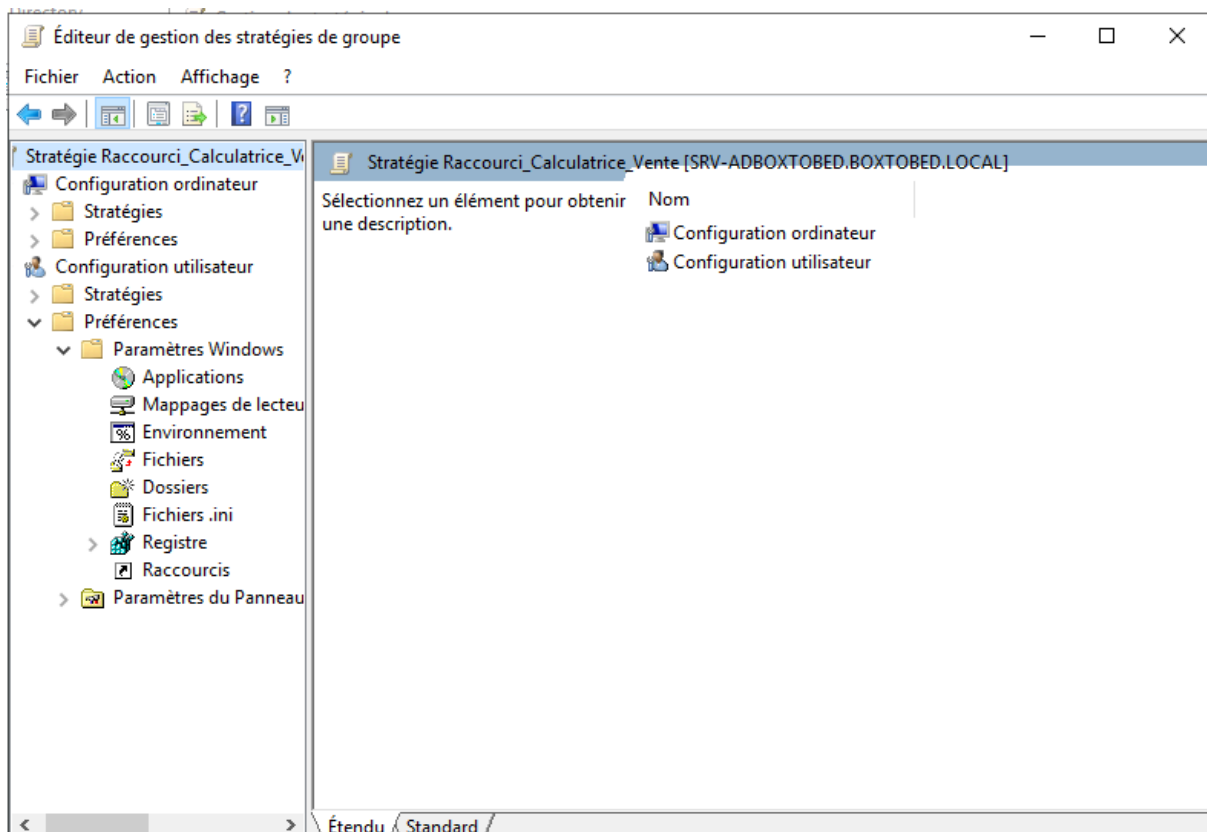 Éditeur de gestion des stratégies de groupe
Fichier Action Affichage ?
Stratégie Raccourci_Calculatrice_V
Configuration ordinateur
Stratégies
Préférences
Configuration utilisateur
Stratégies
Préférences
Paramètres Windows
Applications
Mappages de lecteu
Environnement
Fichiers
Dossiers
Fichiers .ini
Registre
Raccourcis
Paramètres du Panneau
Stratégie Raccourci_Calculatrice_Vente [SRV-ADBOXTOBED.BOXTOBED.LOCAL]
Sélectionnez un élément pour obtenir
une description.
Nom
Configuration ordinateur
Configuration utilisateur
Étendu Standard